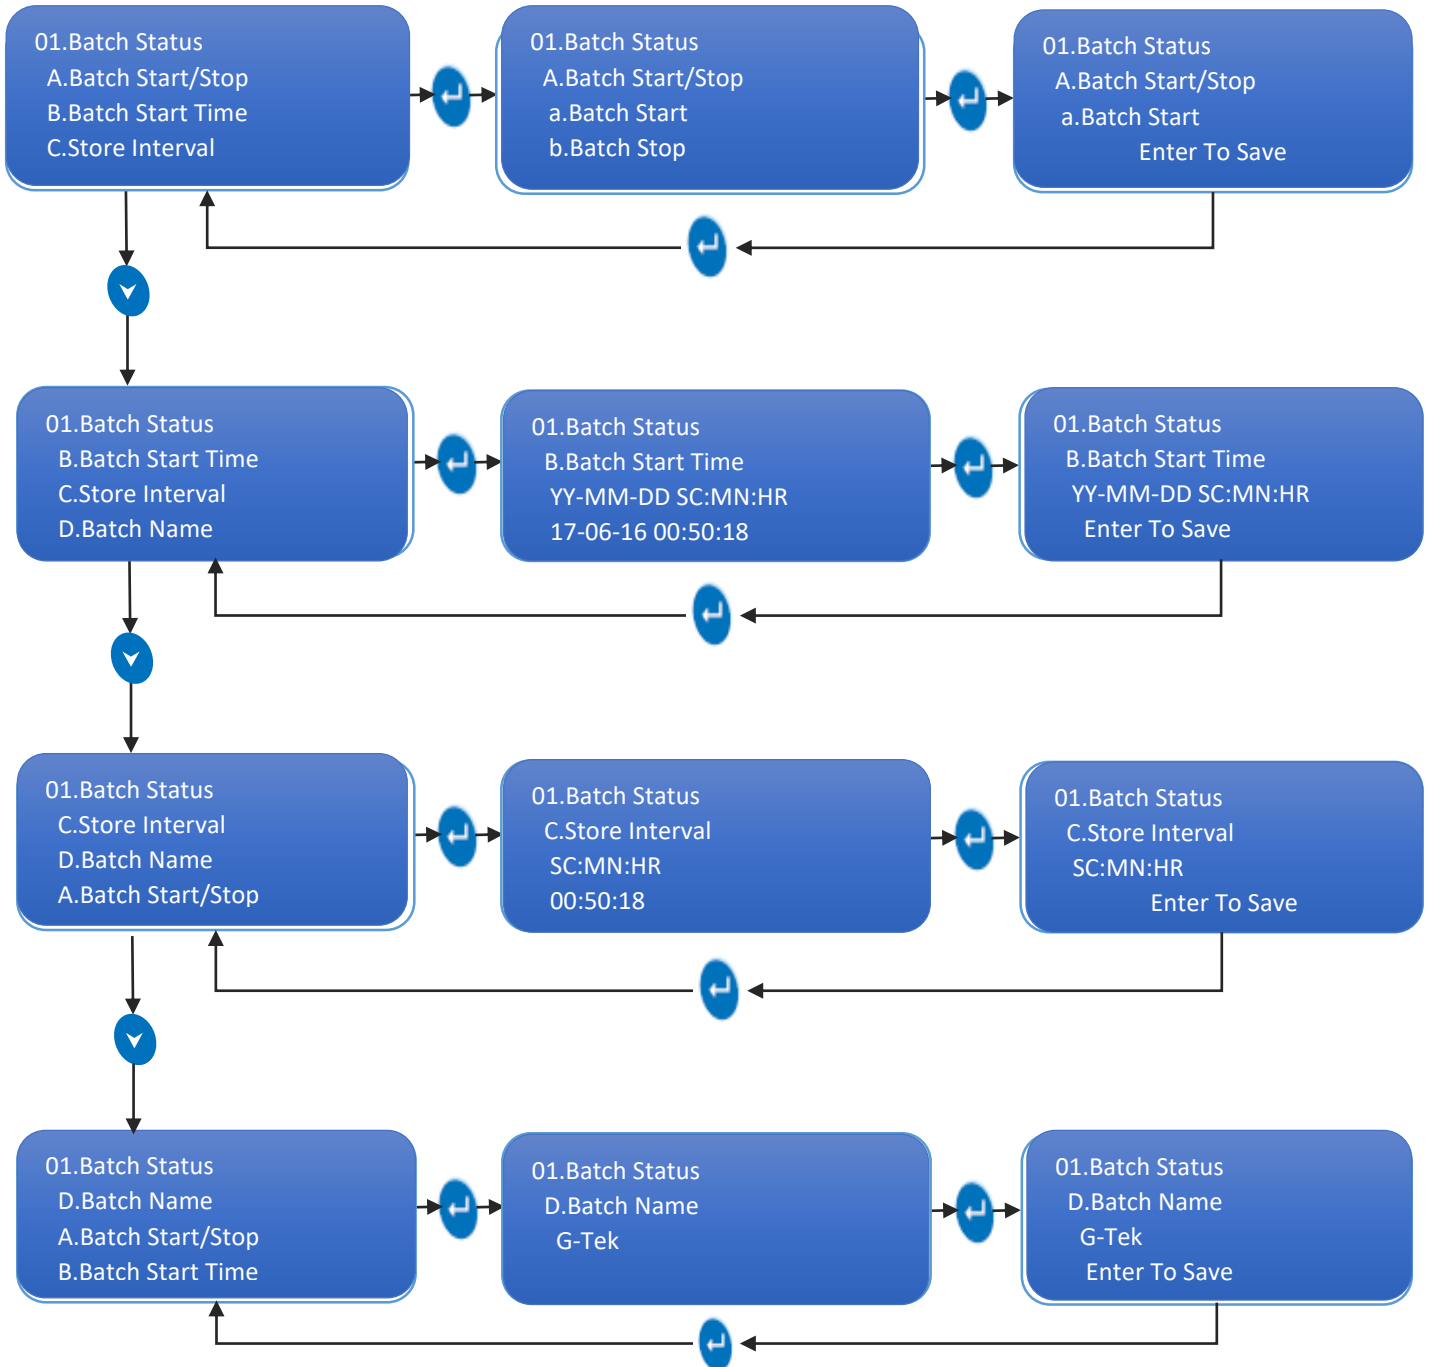 01.Batch Status
A.Batch Start/Stop
B.Batch Start Time
C.Store Interval
01.Batch Status
A.Batch Start/Stop
a.Batch Start
b.Batch Stop
01.Batch Status
A.Batch Start/Stop
a.Batch Start
Enter To Save
01.Batch Status
B.Batch Start Time
C.Store Interval
D.Batch Name
01.Batch Status
B.Batch Start Time
YY-MM-DD SC:MN:HR
17-06-16 00:50:18
01.Batch Status
B.Batch Start Time
YY-MM-DD SC:MN:HR
Enter To Save
01.Batch Status
C.Store Interval
D.Batch Name
A.Batch Start/Stop
01.Batch Status
C.Store Interval
SC:MN:HR
00:50:18
01.Batch Status
C.Store Interval
SC:MN:HR
Enter To Save
01.Batch Status
D.Batch Name
A.Batch Start/Stop
B.Batch Start Time
01.Batch Status
D.Batch Name
G-Tek
01.Batch Status
D.Batch Name
G-Tek
Enter To Save